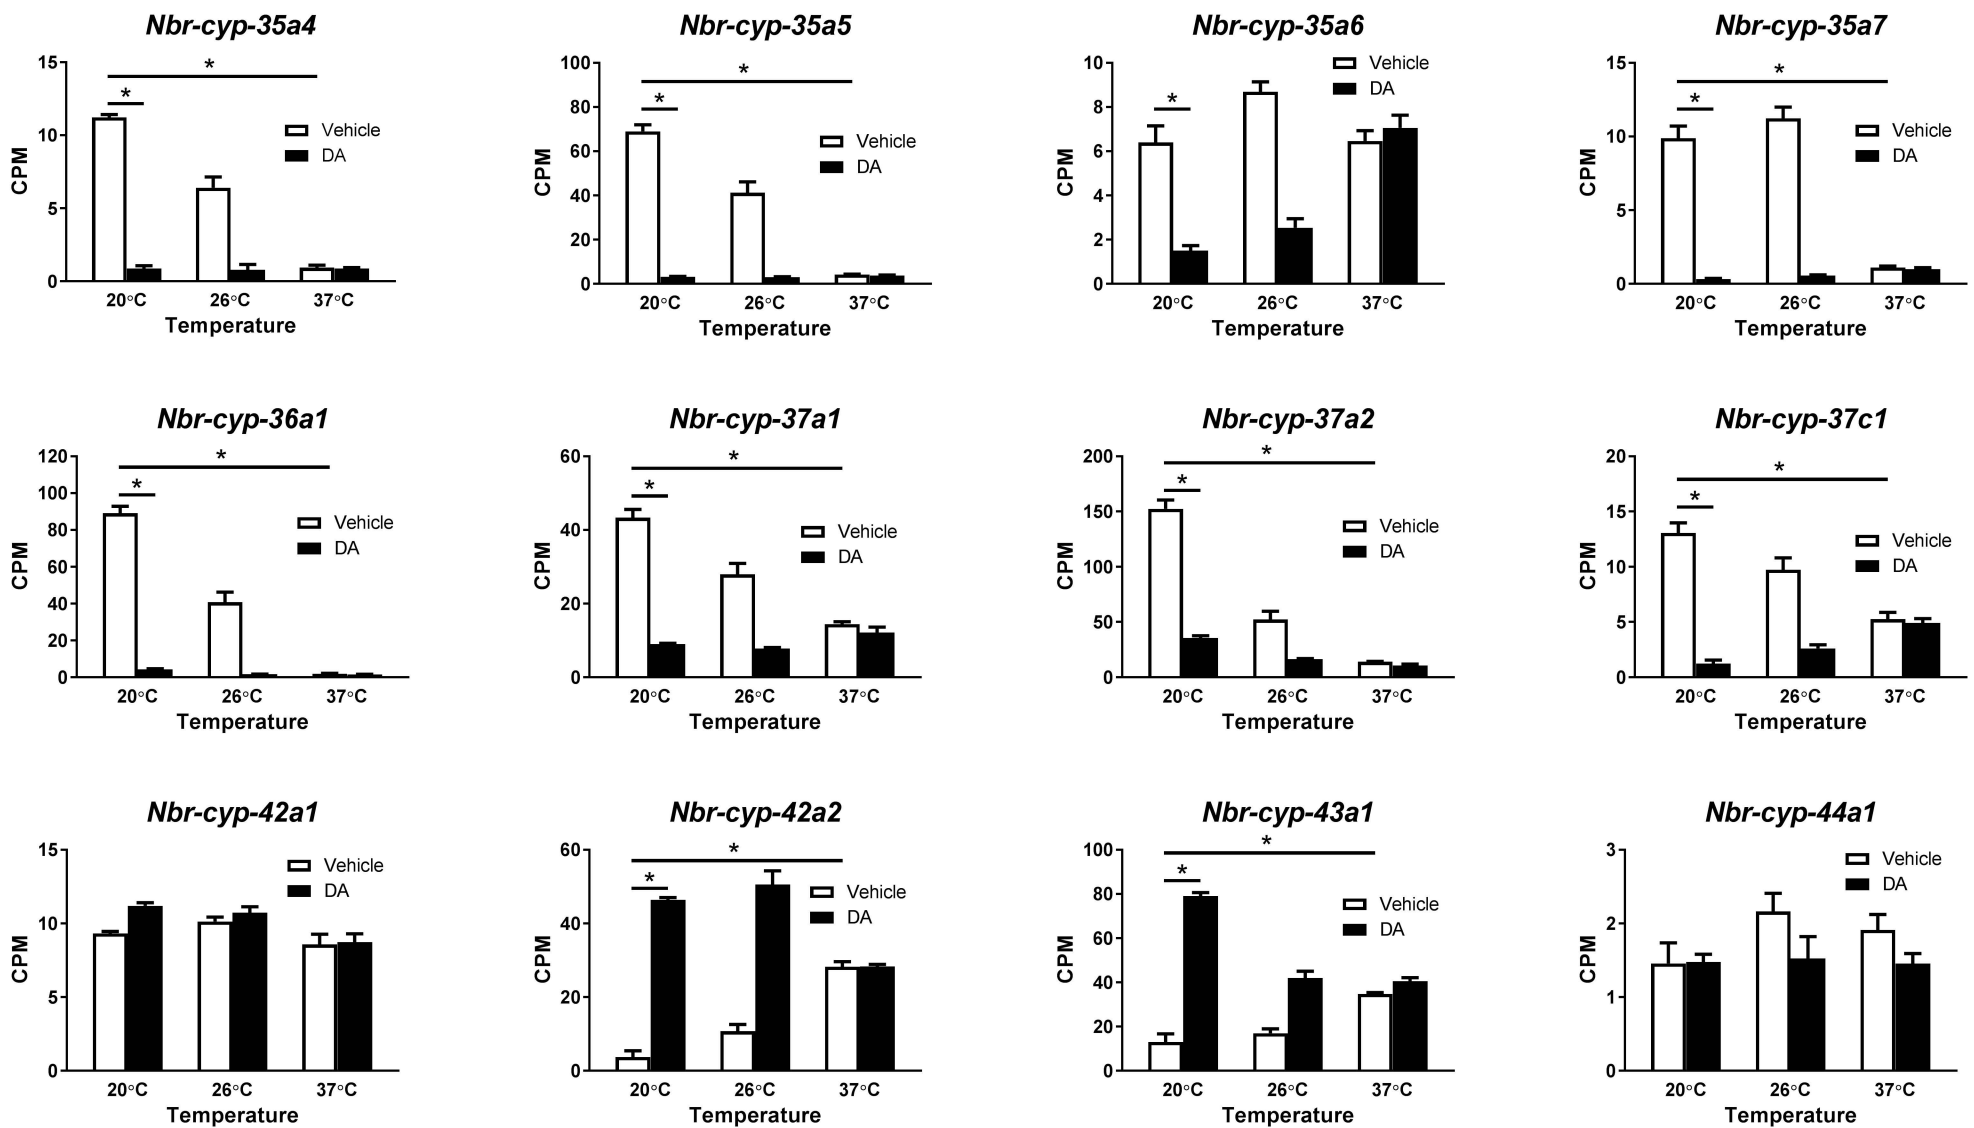 Nbr-cyp-35a4
15
10
5
0
CPM
*
*
Vehicle
DA
20°C 26°C 37°C
Temperature
Nbr-cyp-35a5
100
80
60
40
20
0
CPM
*
*
Vehicle
DA
20°C 26°C 37°C
Temperature
Nbr-cyp-35a6
10
8
6
4
2
0
CPM
*
Vehicle
DA
20°C 26°C 37°C
Temperature
Nbr-cyp-35a7
15
10
5
0
CPM
*
*
Vehicle
DA
20°C 26°C 37°C
Temperature
Nbr-cyp-36a1
120
100
80
60
40
20
0
CPM
*
*
Vehicle
DA
20°C 26°C 37°C
Temperature
Nbr-cyp-37a1
60
40
20
0
CPM
*
*
Vehicle
DA
20°C 26°C 37°C
Temperature
Nbr-cyp-37a2
200
150
100
50
0
CPM
*
*
Vehicle
DA
20°C 26°C 37°C
Temperature
Nbr-cyp-37c1
20
15
10
5
0
CPM
*
*
Vehicle
DA
20°C 26°C 37°C
Temperature
Nbr-cyp-42a1
15
10
5
0
CPM
Vehicle
DA
20°C 26°C 37°C
Temperature
Nbr-cyp-42a2
60
40
20
0
CPM
*
*
Vehicle
DA
20°C 26°C 37°C
Temperature
Nbr-cyp-43a1
100
80
60
40
20
0
CPM
*
*
Vehicle
DA
20°C 26°C 37°C
Temperature
Nbr-cyp-44a1
3
2
1
0
CPM
Vehicle
DA
20°C 26°C 37°C
Temperature